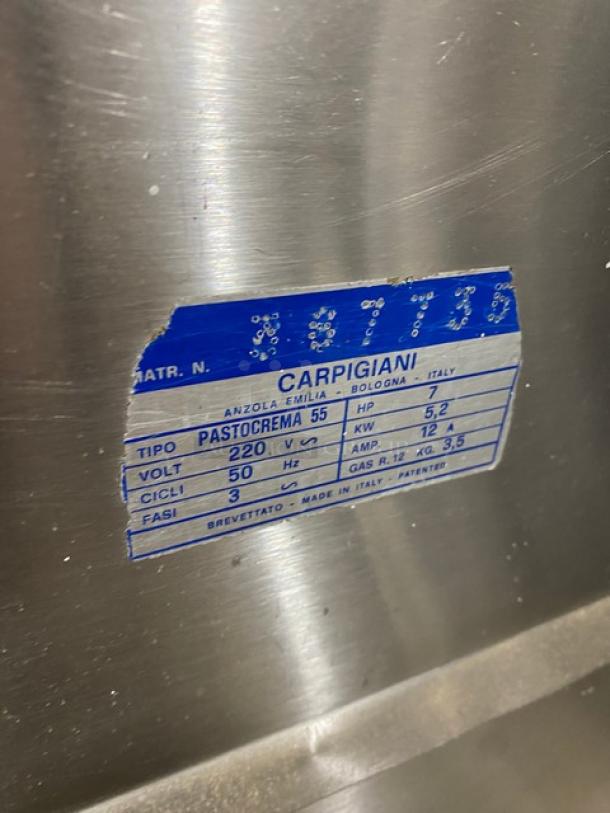 MATR. N. 387735
CARPIGIANI
ANZOLA EMILIA - BOLOGNA - ITALY
TIPO PASTOCREMA 55
VOLT 220 V ∿
CICLI 50 Hz
FASI 3 ∿
HP 7
KW 5,2
AMP. 12 A
GAS R.12 KG. 3,5
BREVETTATO - MADE IN ITALY - PATENTED